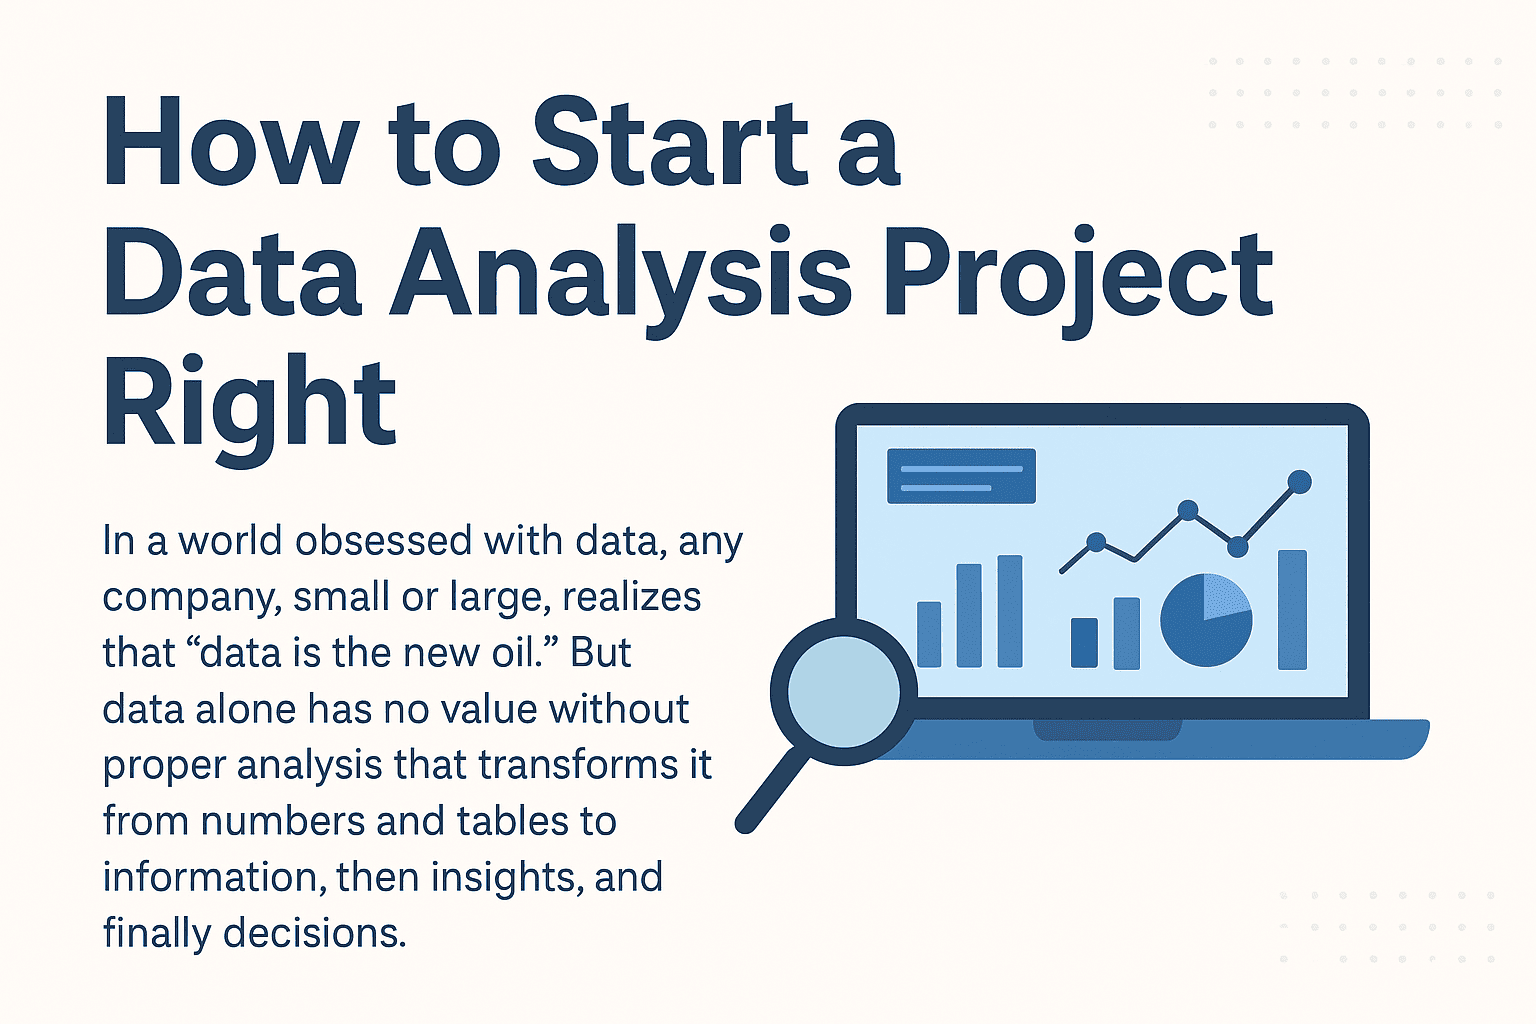 How to Start a
Data Analysis Project
Right
In a world obsessed with data, any
company, small or large, realizes
that “data is the new oil.” But
data alone has no value without
proper analysis that transforms it
from numbers and tables to
information, then insights, and
finally decisions.